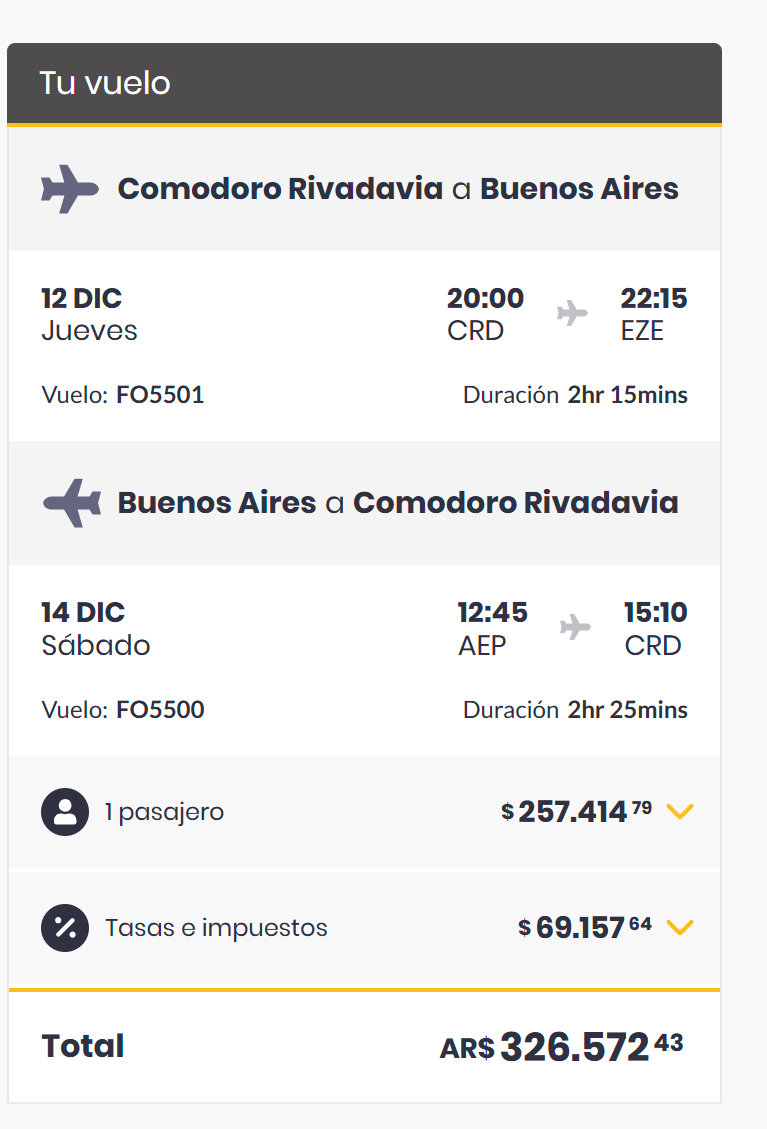 Tu vuelo
Comodoro Rivadavia a Buenos Aires
12 DIC 20:00 22:15
Jueves CRD EZE
Vuelo: FO5501 Duración 2hr 15mins
Buenos Aires a Comodoro Rivadavia
14 DIC 12:45 15:10
Sábado AEP CRD
Vuelo: FO5500 Duración 2hr 25mins
1 pasajero $ 257.414 79
Tasas e impuestos $ 69.157 64
Total AR$ 326.572 43